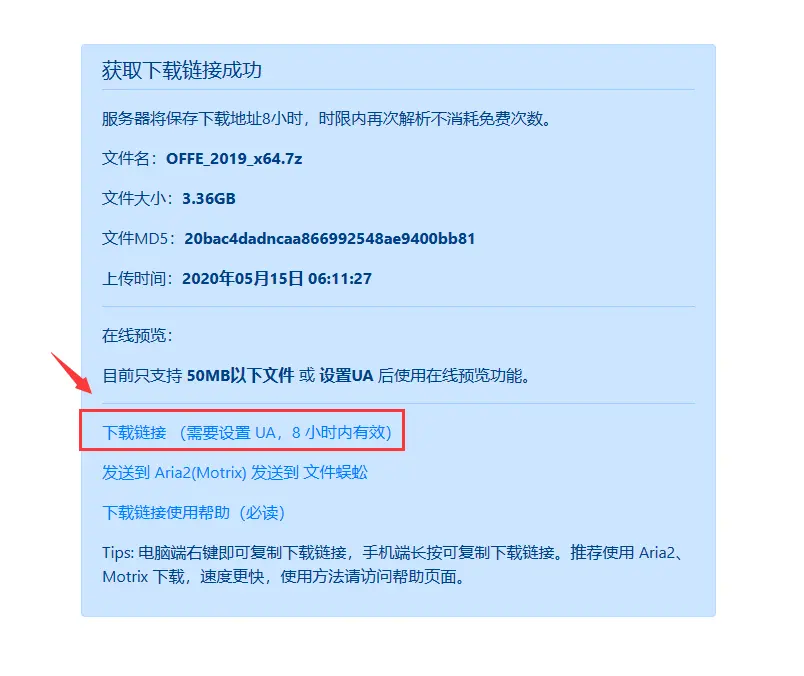 获取下载链接成功
服务器将保存下载地址8小时，时限内再次解析不消耗免费次数。
文件名：OFFE_2019_x64.7z
文件大小：3.36GB
文件MD5：20bac4dadncaa866992548ae9400bb81
上传时间：2020年05月15日 06:11:27
在线预览：
目前只支持 50MB以下文件 或 设置UA 后使用在线预览功能。
下载链接 （需要设置 UA，8 小时内有效）
发送到 Aria2(Motrix) 发送到 文件蜈蚣
下载链接使用帮助（必读）
Tips: 电脑端右键即可复制下载链接，手机端长按可复制下载链接。推荐使用 Aria2、
Motrix 下载，速度更快，使用方法请访问帮助页面。